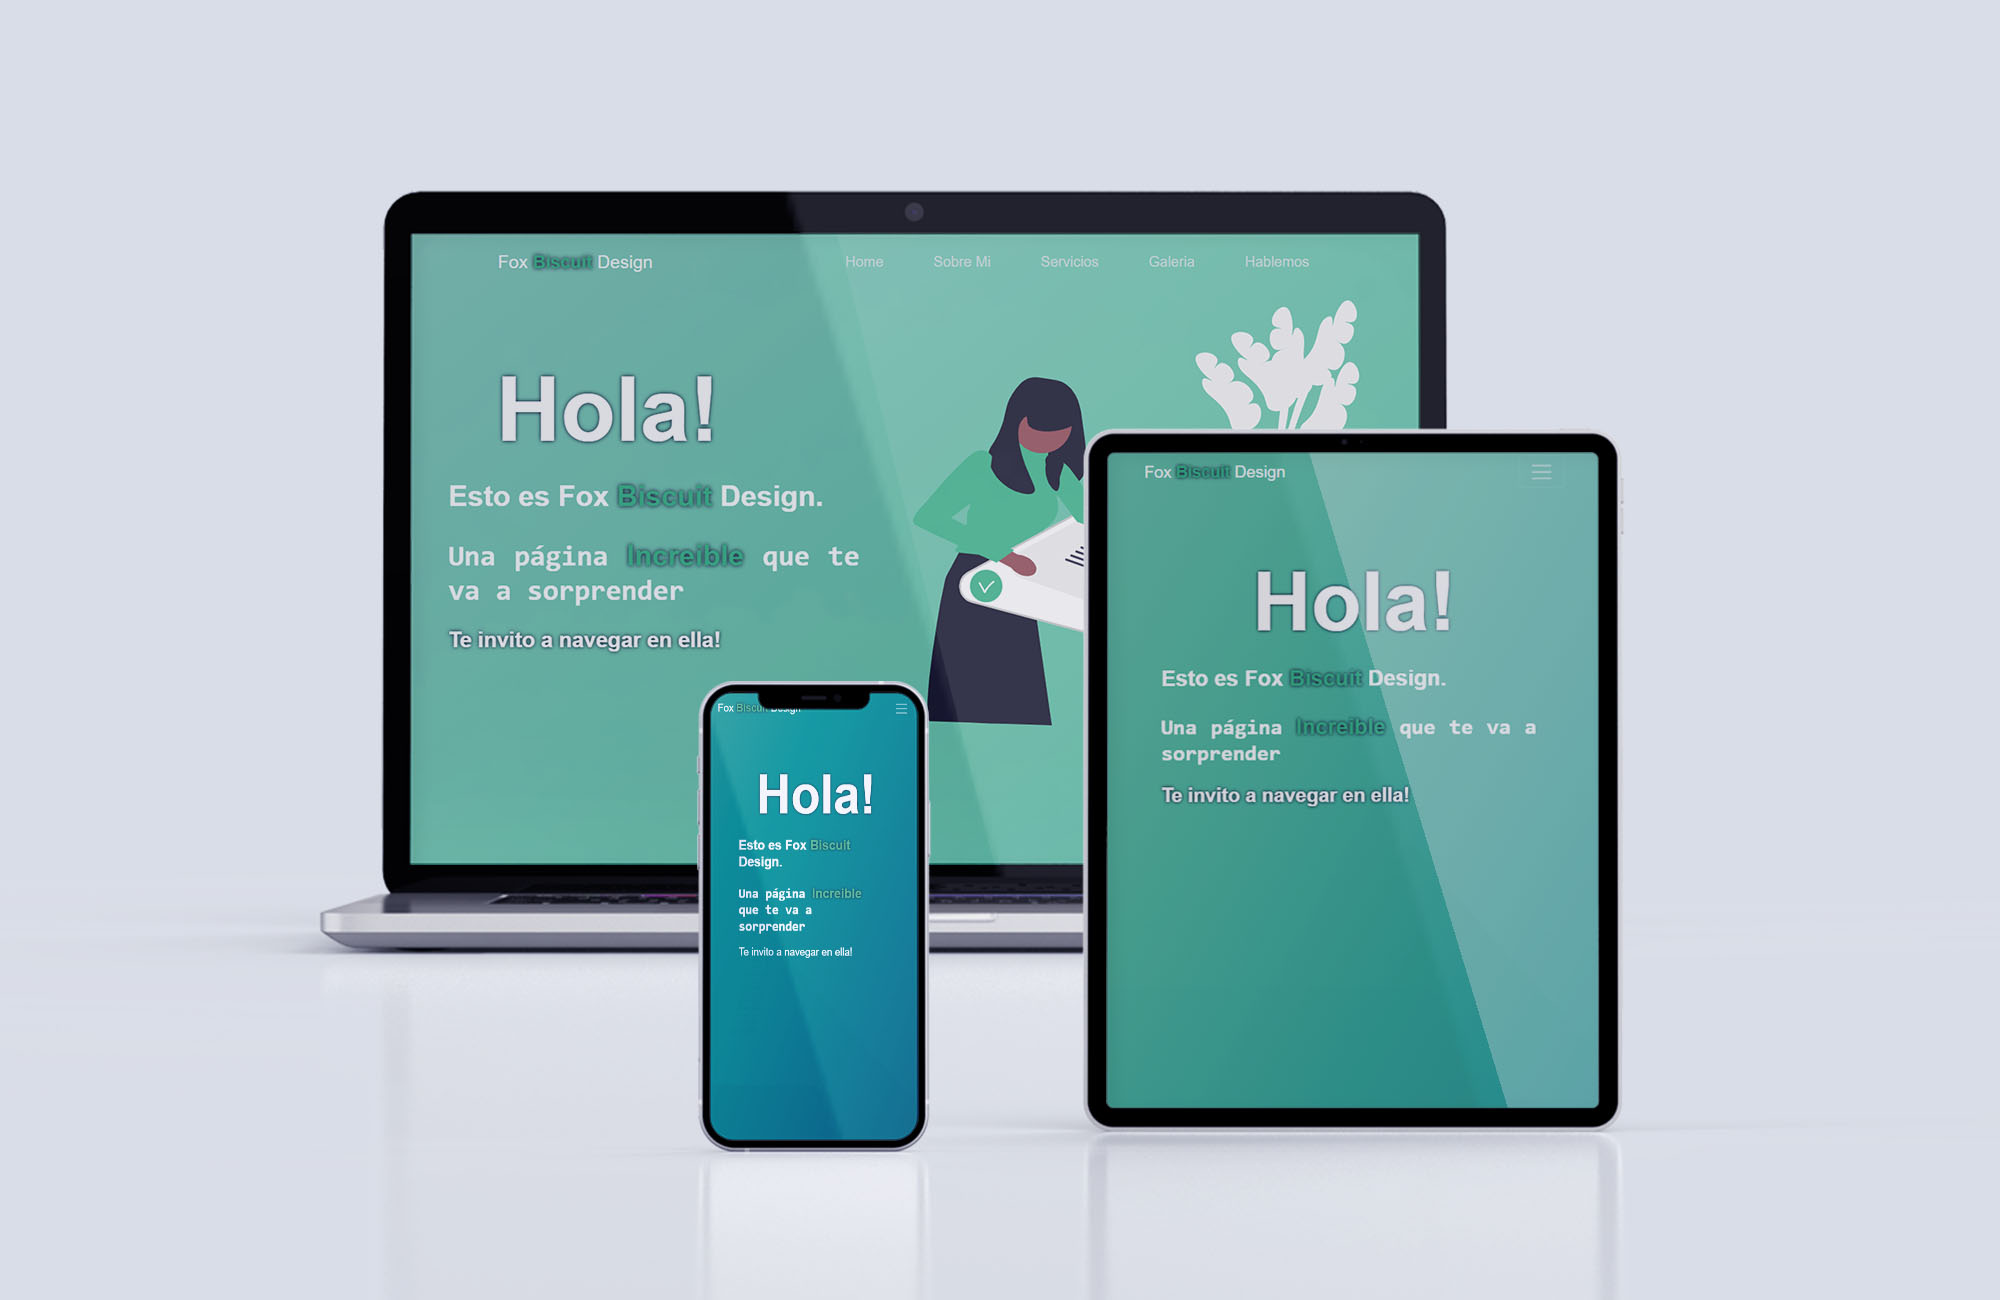 Fox Biscuit Design
Home Sobre Mi Servicios Galeria Hablemos
Hola!
Esto es Fox Biscuit Design.
Una página Increible que te
va a sorprender
Te invito a navegar en ella!
Fox Biscuit Design
Hola!
Esto es Fox Biscuit
Design.
Una página Increible
que te va a
sorprender
Te invito a navegar en ella!
Fox Biscuit Design
Hola!
Esto es Fox Biscuit Design.
Una página Increible que te va a
sorprender
Te invito a navegar en ella!